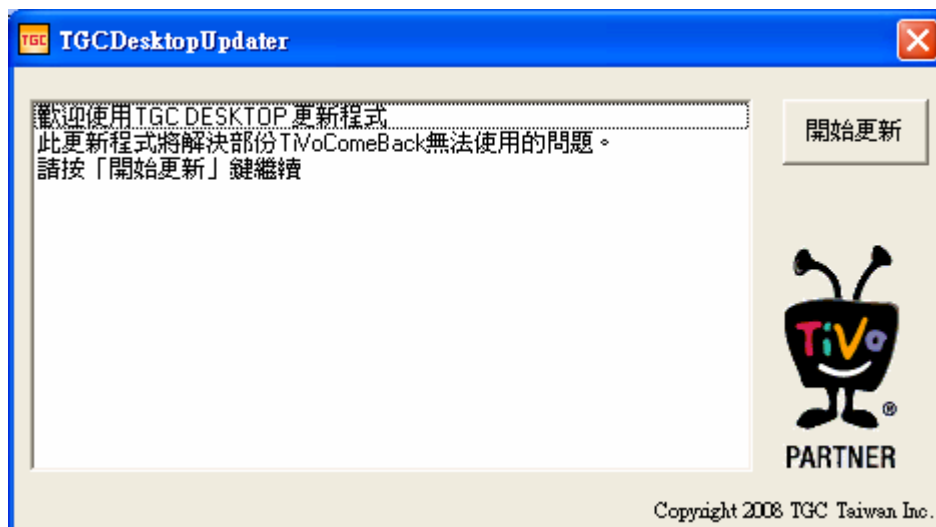 TGC TGCDesktopUpdater
歡迎使用TGC DESKTOP 更新程式
此更新程式將解決部份TiVoComeBack無法使用的問題。
請按「開始更新」鍵繼續
開始更新
TiVo
®
PARTNER
Copyright 2008 TGC Taiwan Inc.